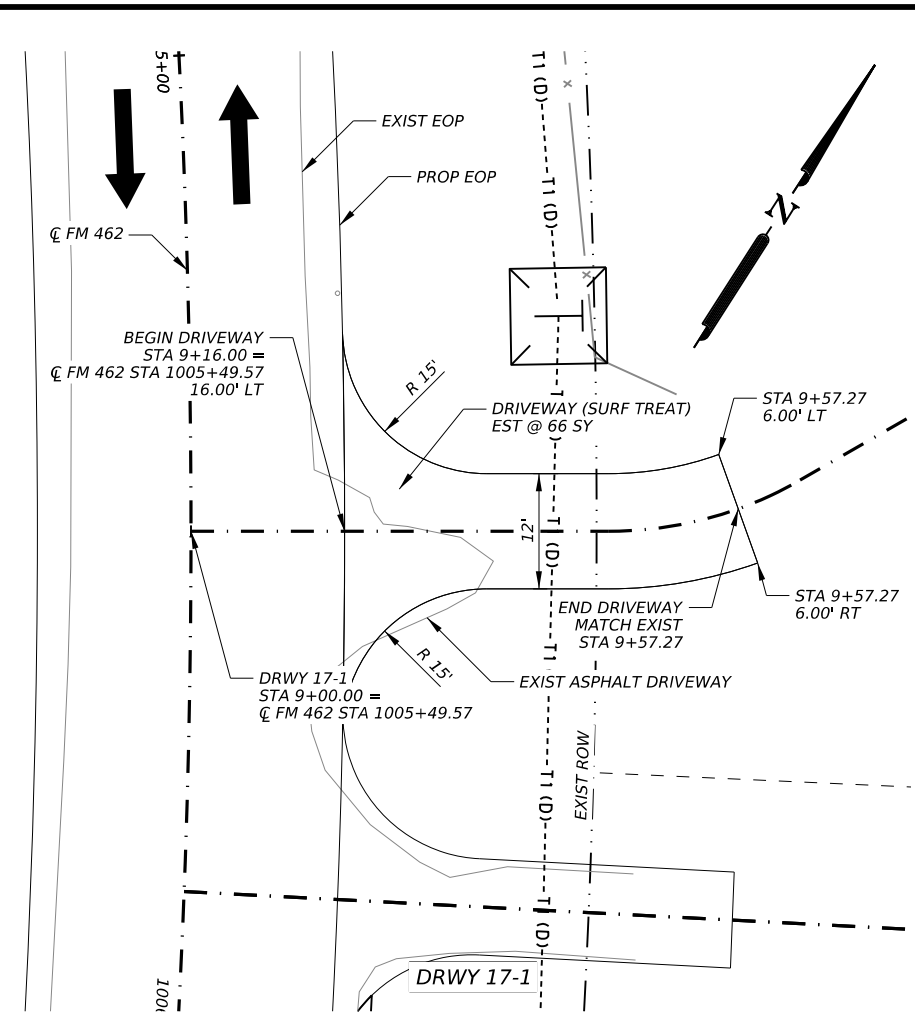 5+00
EXIST EOP
PROP EOP
℄ FM 462
BEGIN DRIVEWAY
STA 9+16.00 =
℄ FM 462 STA 1005+49.57
16.00' LT
R 15'
DRIVEWAY (SURF TREAT)
EST @ 66 SY
STA 9+57.27
6.00' LT
N
T1 (D)
T1 (D)
T1 (D)
12'
END DRIVEWAY
MATCH EXIST
STA 9+57.27
STA 9+57.27
6.00' RT
R 15'
DRWY 17-1
STA 9+00.00 =
℄ FM 462 STA 1005+49.57
EXIST ASPHALT DRIVEWAY
EXIST ROW
T1 (D)
T1 (D)
DRWY 17-1